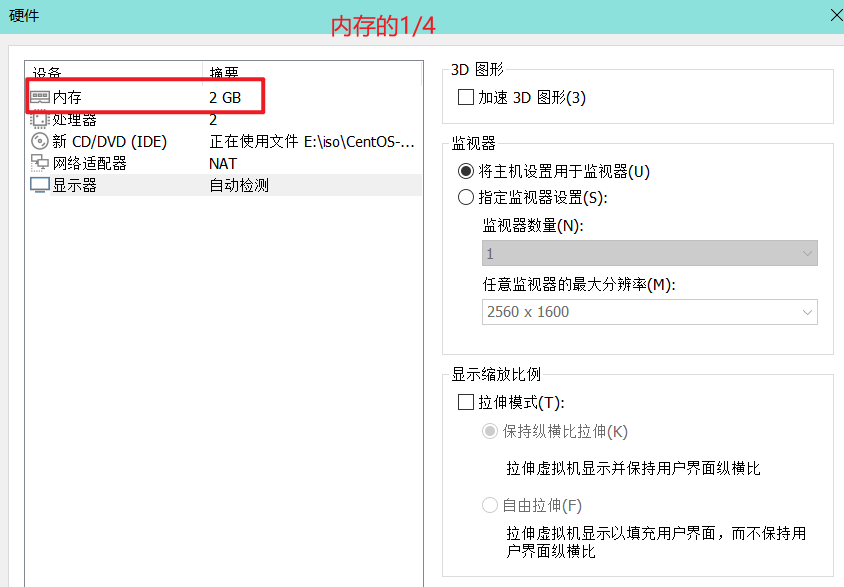 硬件
内存的1/4
设备 摘要
内存 2 GB
处理器 2
新 CD/DVD (IDE) 正在使用文件 E:\iso\CentOS-...
网络适配器 NAT
显示器 自动检测
3D 图形
加速 3D 图形(3)
监视器
将主机设置用于监视器(U)
指定监视器设置(S):
监视器数量(N):
1
任意监视器的最大分辨率(M):
2560 x 1600
显示缩放比例
拉伸模式(T):
保持纵横比拉伸(K)
拉伸虚拟机显示并保持用户界面纵横比
自由拉伸(F)
拉伸虚拟机显示以填充用户界面，而不保持用
户界面纵横比